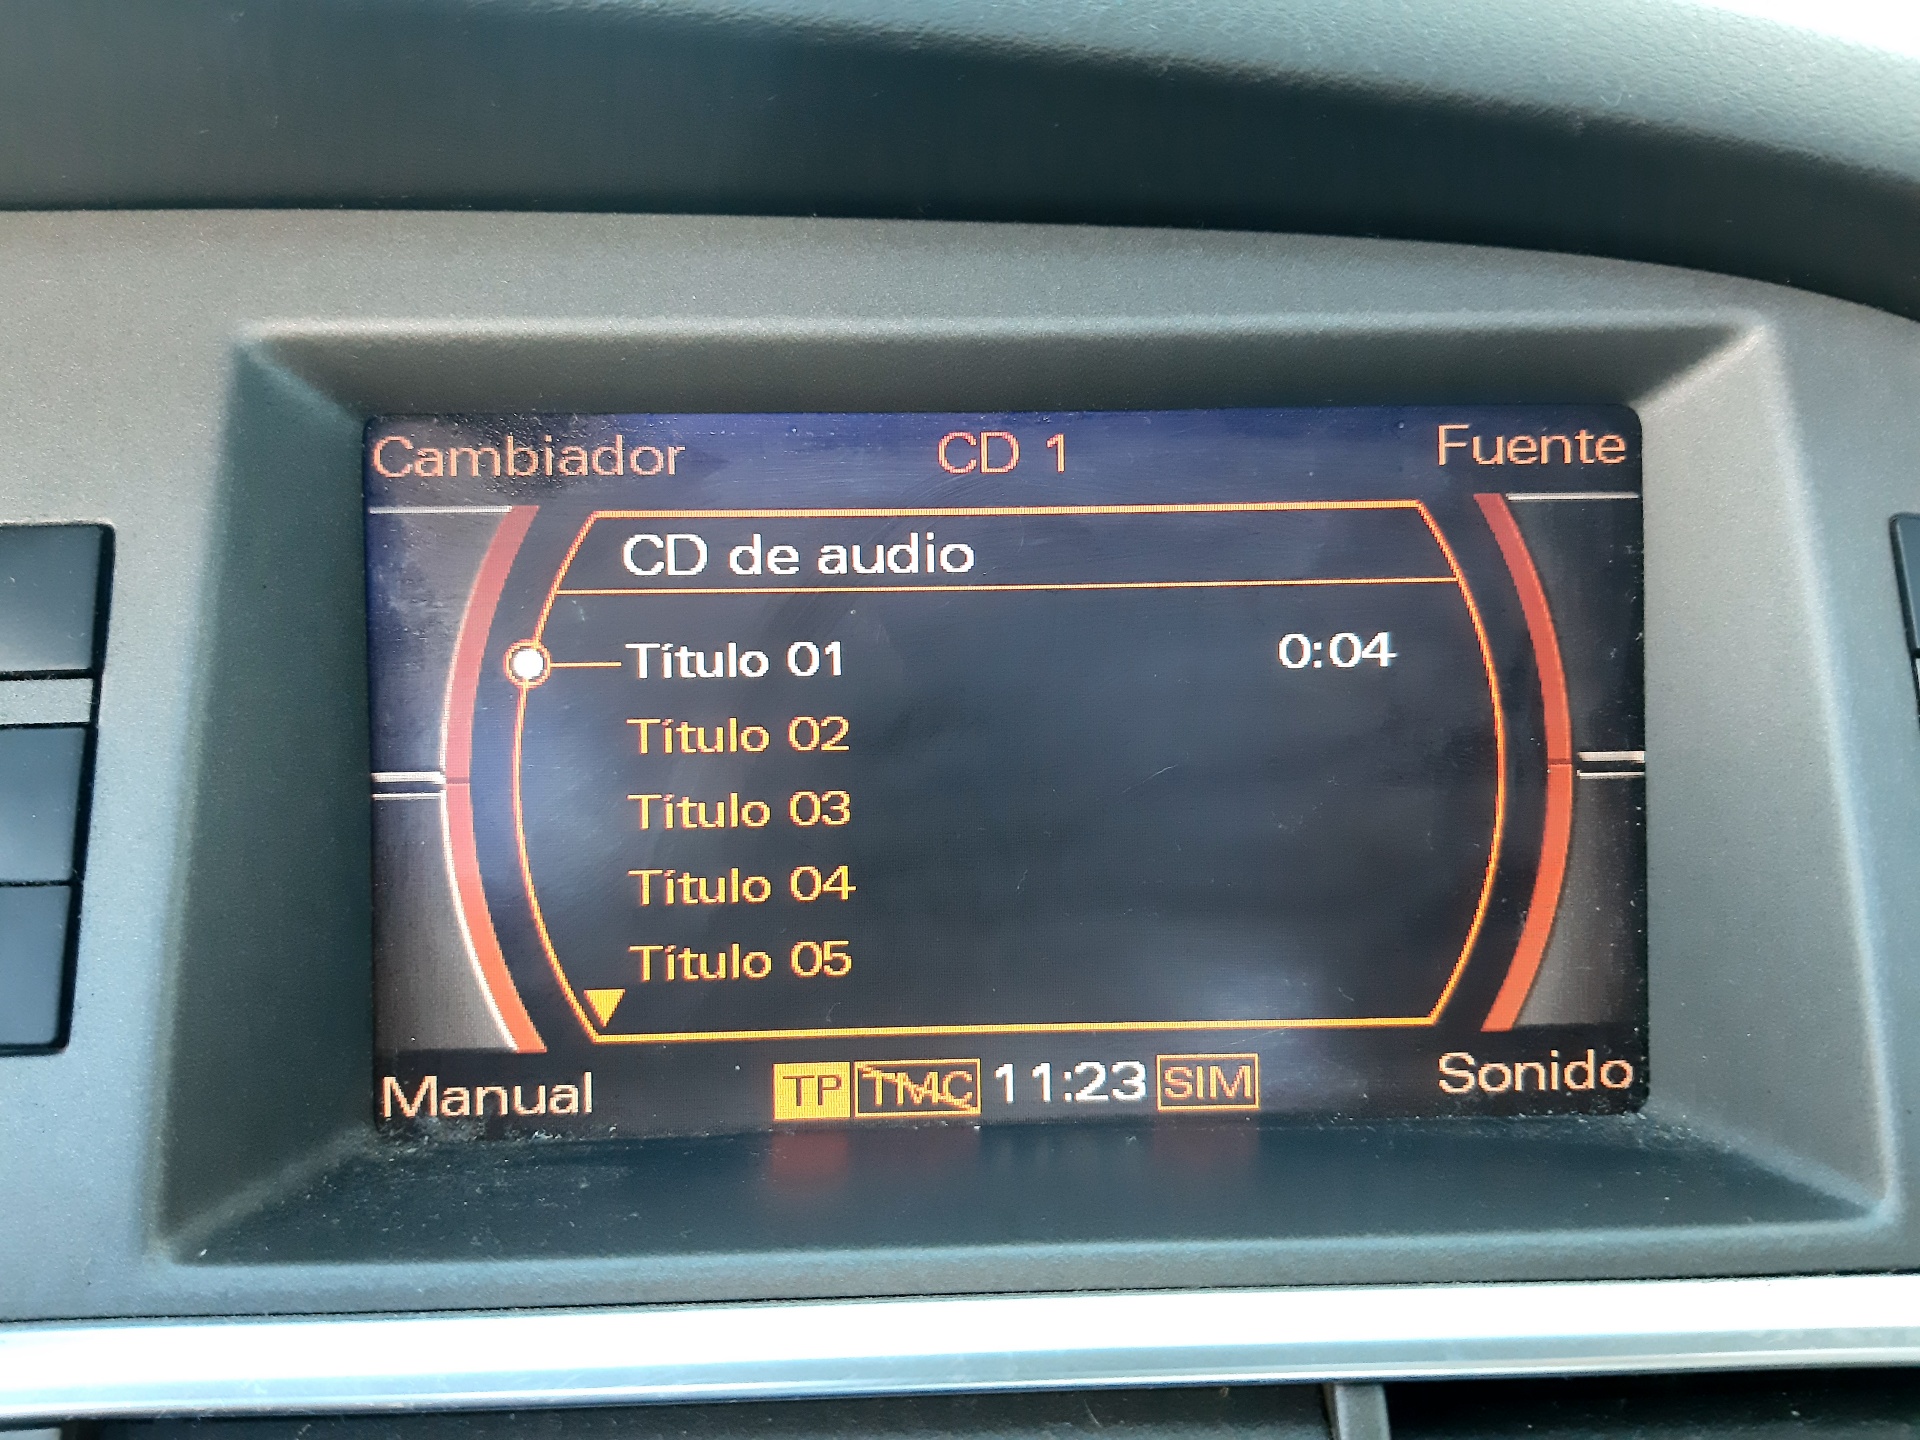 Cambiador CD 1 Fuente
CD de audio
Título 01 0:04
Título 02
Título 03
Título 04
Título 05
Manual TP TMC 11:23 SIM Sonido